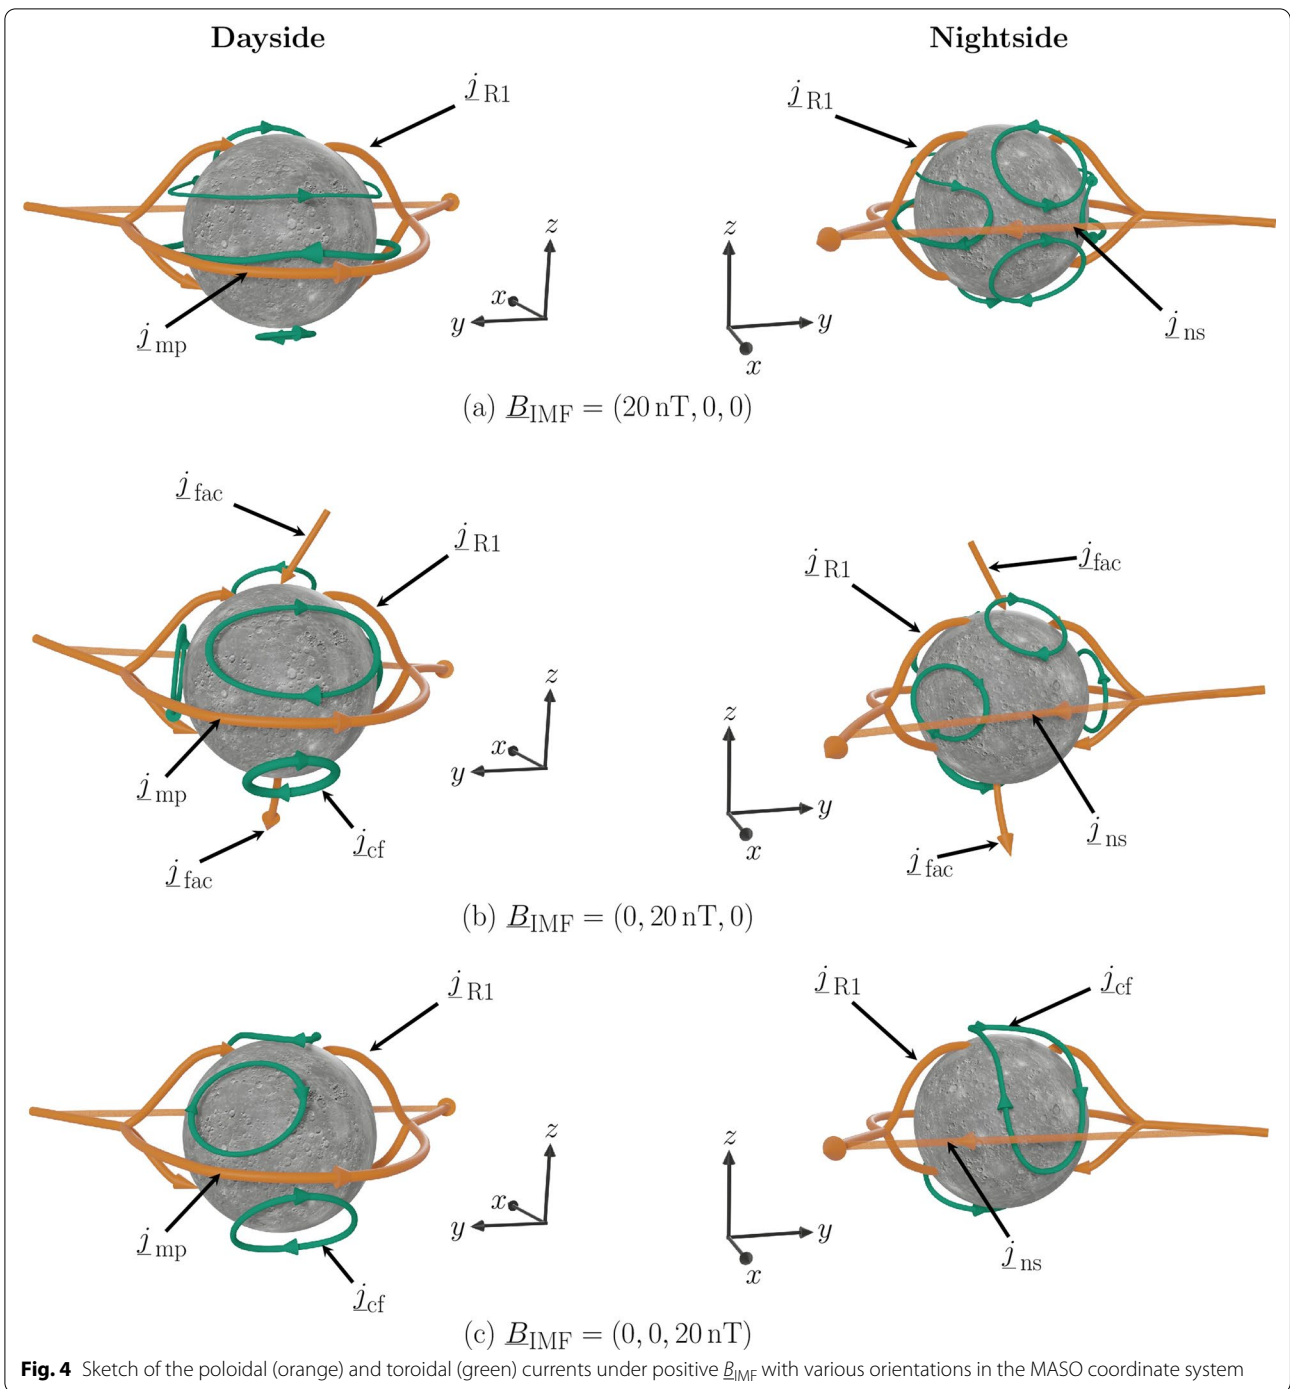 Dayside
Nightside
j R1
j R1
z
x
y
z
y
x
j mp
j ns
(a) B IMF = (20 nT, 0, 0)
j fac
j R1
j fac
j R1
z
x
y
z
y
x
j mp
j cf
j fac
j ns
j fac
(b) B IMF = (0, 20 nT, 0)
j R1
j R1
j cf
z
x
y
z
y
x
j mp
j cf
j ns
(c) B IMF = (0, 0, 20 nT)
Fig. 4 Sketch of the poloidal (orange) and toroidal (green) currents under positive B IMF with various orientations in the MASO coordinate system